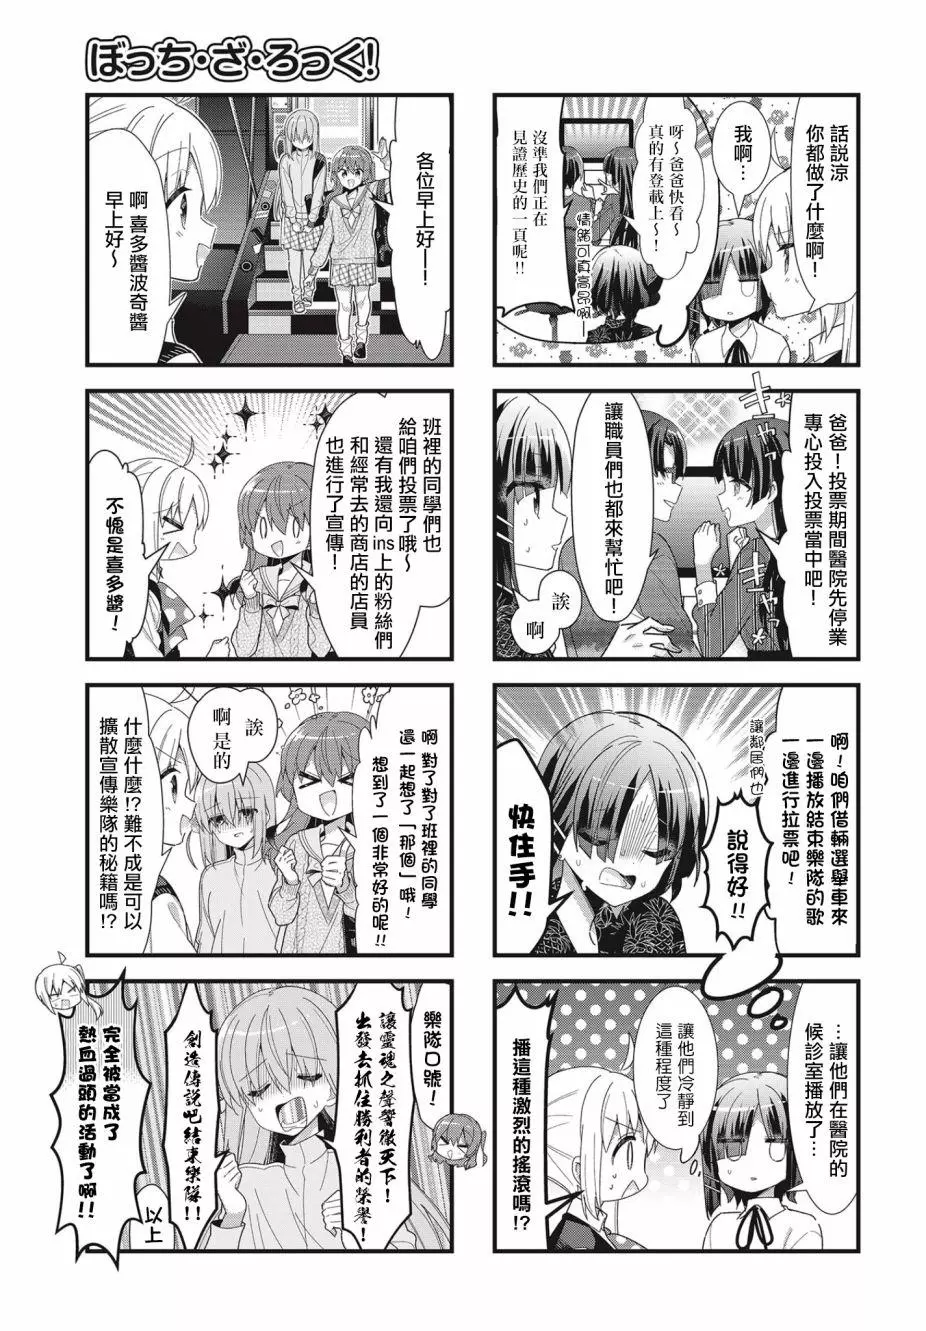 ぼっち・ざ・ろっく!
話說涼
你都做了什麼啊!
我啊…
呀～爸爸快看～
真的有登載上～!
沒準我們正在
見證歷史的一頁呢!!
情緒可真高昂啊—
爸爸!投票期間醫院先停業
專心投入投票當中吧!
キャ
キャッ
讓職員們也都來幫忙吧!
誒
啊
啊!咱們借輛選舉車來
一邊播放結束樂隊的歌
一邊進行拉票吧!
讓鄰居們也
說得好!!
快住手!!
…讓他們在醫院的
候診室播放了…
讓他們冷靜到
這種程度了
播這種激烈的搖滾嗎!?
各位早上好——!
啊 喜多醬波奇醬
早上好～
班裡的同學們也
給咱們投票了哦～
還有我還向ins上的粉絲們
和經常去的商店的店員
也進行了宣傳!
不愧是喜多醬!
啊 對了對了班裡的同學
還一起想了「那個」哦!
想到了一個非常好的呢!!
誒
啊 是的
什麼什麼!?難不成是可以
擴散宣傳樂隊的秘籍嗎!?
樂隊口號!
讓靈魂之聲響徹天下!
出發去抓住勝利者的榮譽!
創造傳說吧結束樂隊!!
以上
完全被當成了
熱血過頭的活動了啊!!